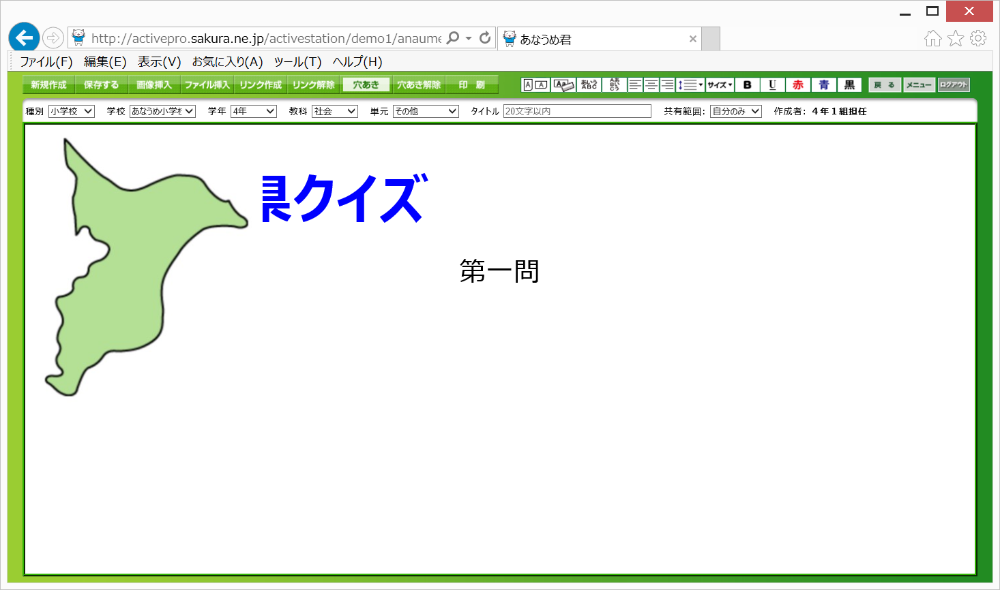 http://activepro.sakura.ne.jp/activestation/demo1/anaume
あなうめ君
ファイル(F) 編集(E) 表示(V) お気に入り(A) ツール(T) ヘルプ(H)
新規作成 保存する 画像挿入 ファイル挿入 リンク作成 リンク解除 穴あき 穴あき解除 印 刷 サイズ B U 赤 青 黒 戻 る メニュー ログアウト
種別 小学校 学校 あなうめ小学 学年 4年 教科 社会 単元 その他 タイトル 20文字以内 共有範囲: 自分のみ 作成者: 4年1組担任
クイズ
第一問